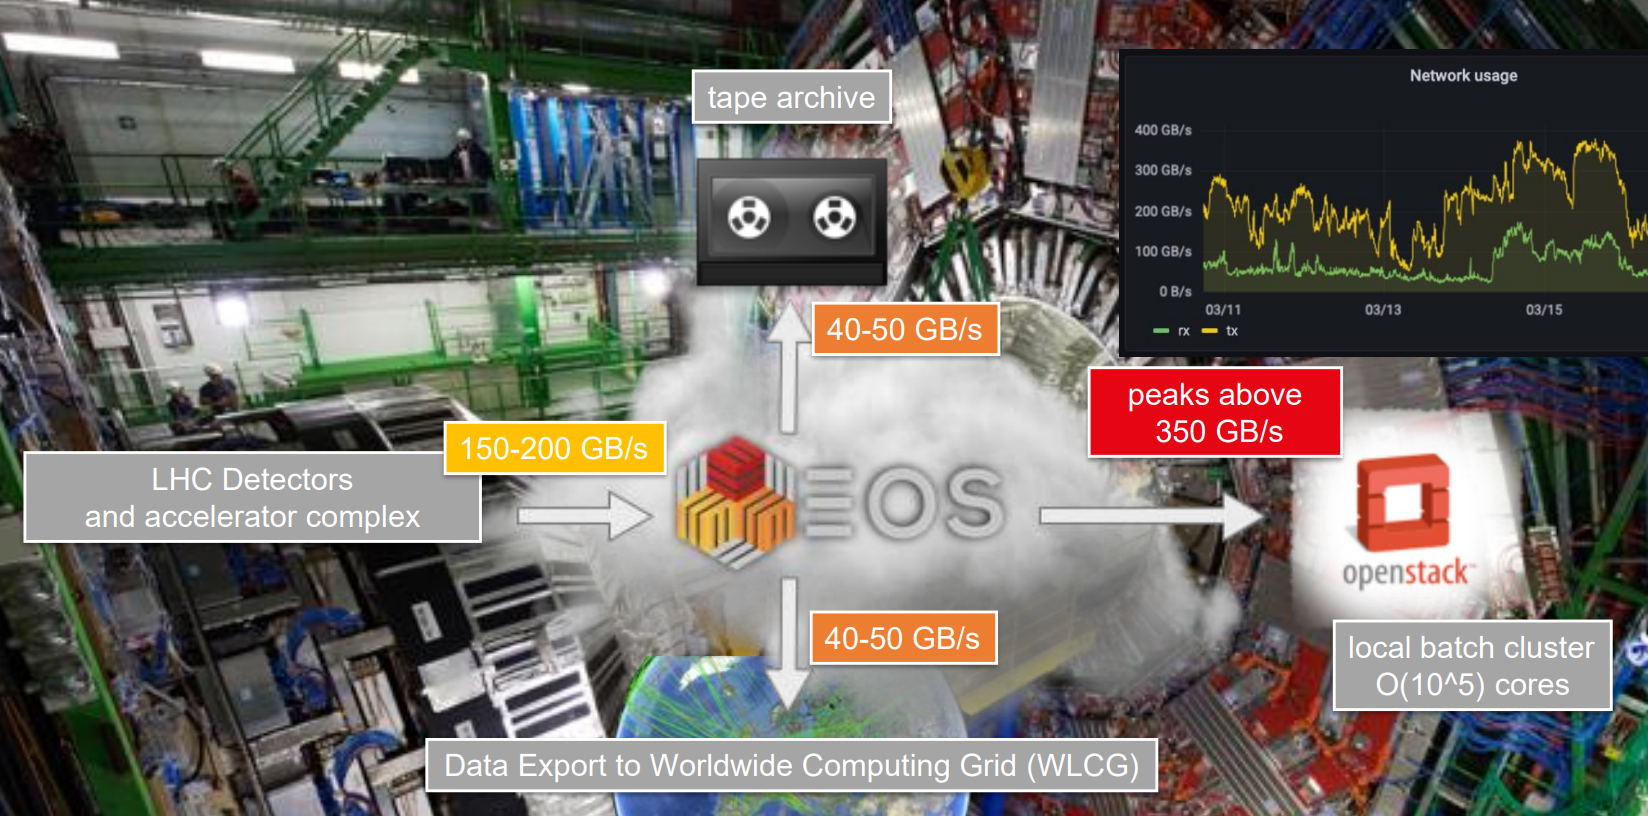 tape archive
Network usage
400 GB/s
300 GB/s
200 GB/s
100 GB/s
0 B/s
03/11 03/13 03/15
rx tx
40-50 GB/s
peaks above
350 GB/s
150-200 GB/s
LHC Detectors
and accelerator complex
EOS
openstack™
40-50 GB/s
local batch cluster
O(10^5) cores
Data Export to Worldwide Computing Grid (WLCG)